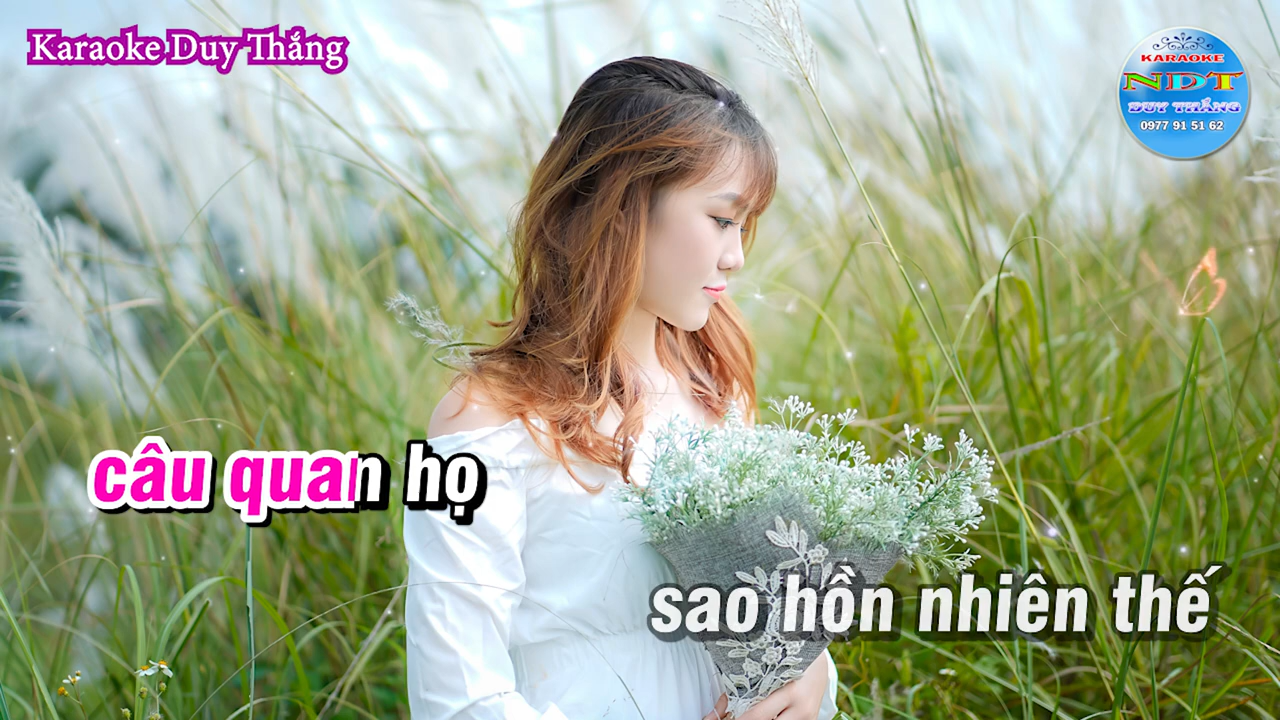 Karaoke Duy Thắng
KARAOKE
NDT
DUY THẮNG
0977 91 51 62
câu quan họ
sao hồn nhiên thế